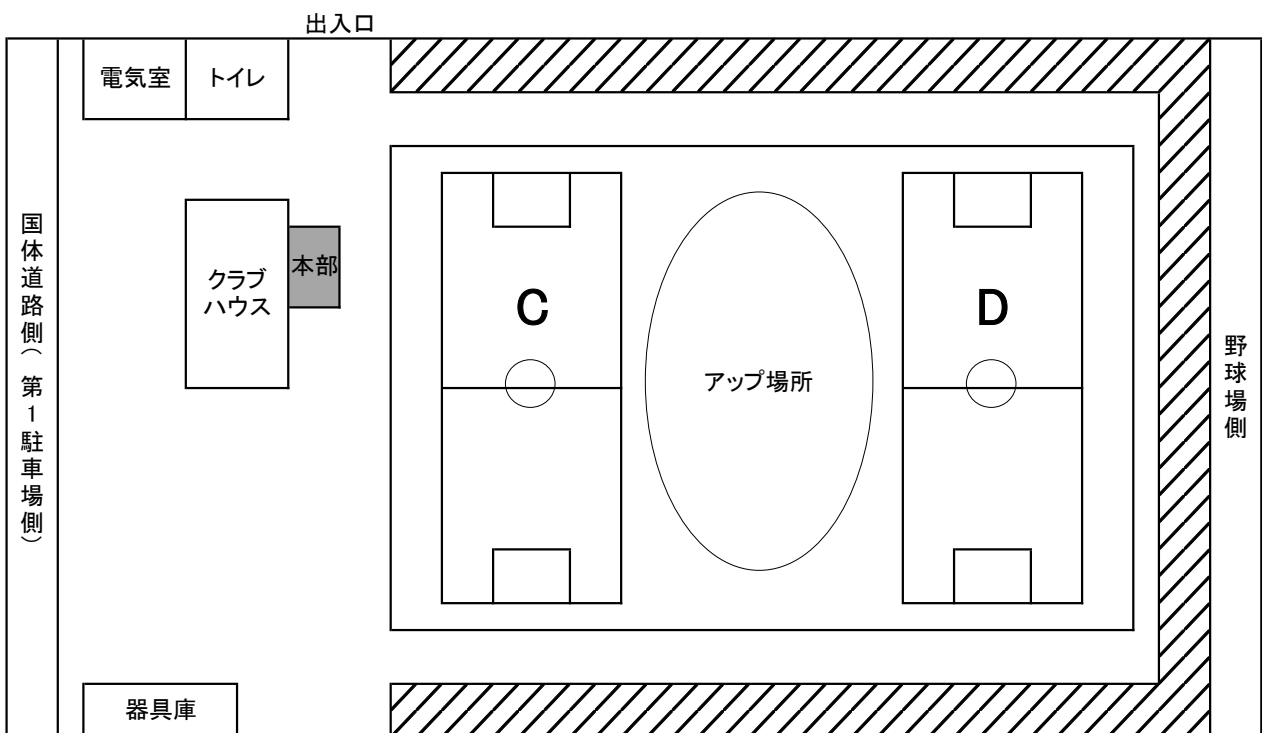 出入口
電気室
トイレ
国体道路側（第1駐車場側）
クラブ
ハウス
本部
C
アップ場所
D
野球場側
器具庫